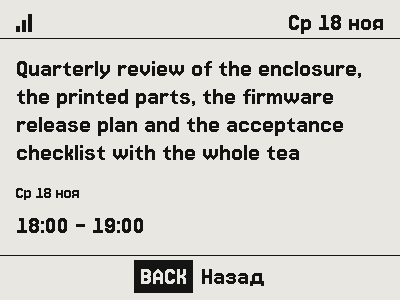 Ср 18 ноя
Quarterly review of the enclosure,
the printed parts, the firmware
release plan and the acceptance
checklist with the whole tea
Ср 18 ноя
18:00 - 19:00
BACK Назад